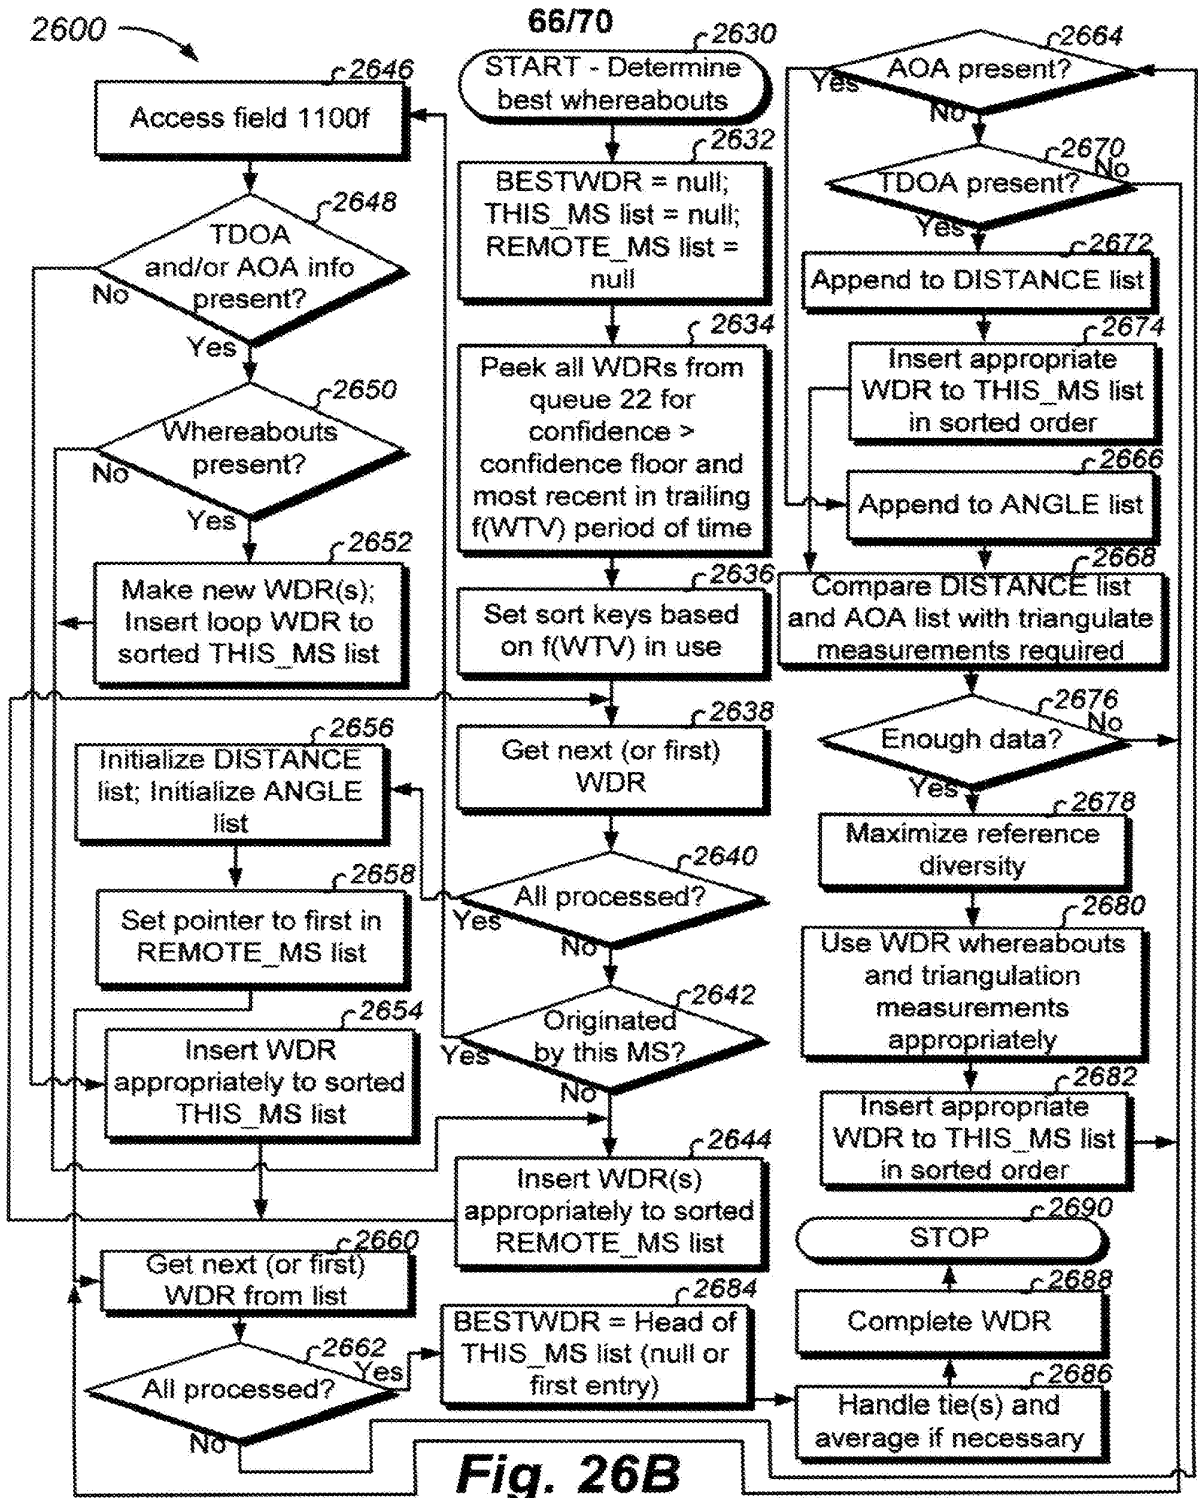 66/70
2600
2646
Access field 1100f
2648
TDOA
and/or AOA info
present?
No
Yes
2650
Whereabouts
present?
No
Yes
2652
Make new WDR(s);
Insert loop WDR to
sorted THIS_MS list
2656
Initialize DISTANCE
list; Initialize ANGLE
list
2658
Set pointer to first in
REMOTE_MS list
2654
Insert WDR
appropriately to sorted
THIS_MS list
2660
Get next (or first)
WDR from list
2662
All processed?
Yes
No
2630
START - Determine
best whereabouts
2632
BESTWDR = null;
THIS_MS list = null;
REMOTE_MS list =
null
2634
Peek all WDRs from
queue 22 for
confidence >
confidence floor and
most recent in trailing
f(WTV) period of time
2636
Set sort keys based
on f(WTV) in use
2638
Get next (or first)
WDR
2640
All processed?
Yes
No
2642
Originated
by this MS?
Yes
No
2644
Insert WDR(s)
appropriately to sorted
REMOTE_MS list
2684
BESTWDR = Head of
THIS_MS list (null or
first entry)
2664
AOA present?
Yes
No
2670
TDOA present?
No
Yes
2672
Append to DISTANCE list
2674
Insert appropriate
WDR to THIS_MS list
in sorted order
2666
Append to ANGLE list
2668
Compare DISTANCE list
and AOA list with triangulate
measurements required
2676
Enough data?
No
Yes
2678
Maximize reference
diversity
2680
Use WDR whereabouts
and triangulation
measurements
appropriately
2682
Insert appropriate
WDR to THIS_MS list
in sorted order
2690
STOP
2688
Complete WDR
2686
Handle tie(s) and
average if necessary
Fig. 26B